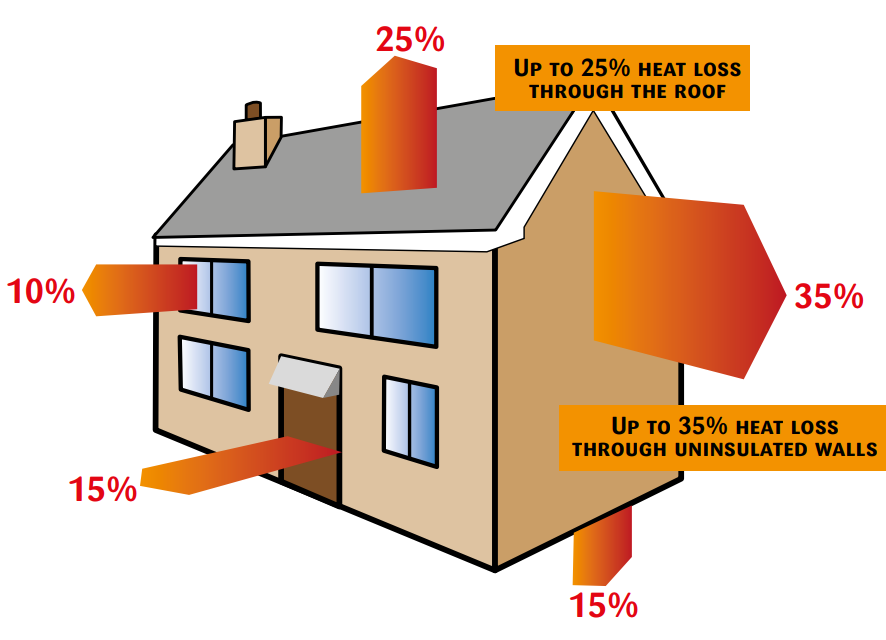 25%
UP TO 25% HEAT LOSS
THROUGH THE ROOF
10%
35%
UP TO 35% HEAT LOSS
THROUGH UNINSULATED WALLS
15%
15%